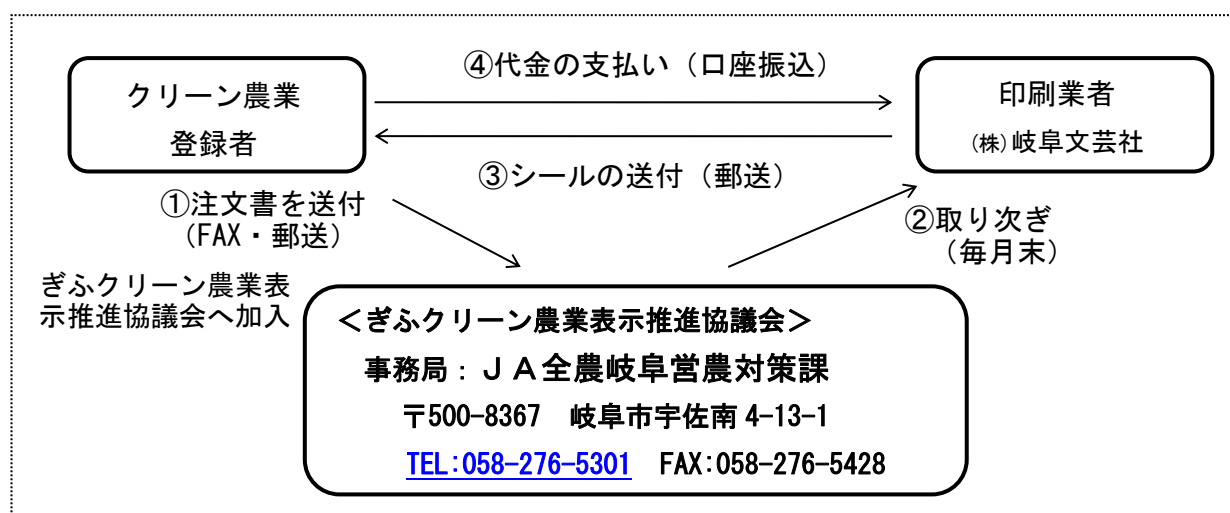 ④代金の支払い（口座振込）
クリーン農業
登録者
印刷業者
(株)岐阜文芸社
③シールの送付（郵送）
①注文書を送付
（FAX・郵送）
②取り次ぎ
（毎月末）
ぎふクリーン農業表
示推進協議会へ加入
＜ぎふクリーン農業表示推進協議会＞
事務局：ＪＡ全農岐阜営農対策課
〒500-8367　岐阜市宇佐南 4-13-1
TEL:058-276-5301　FAX:058-276-5428